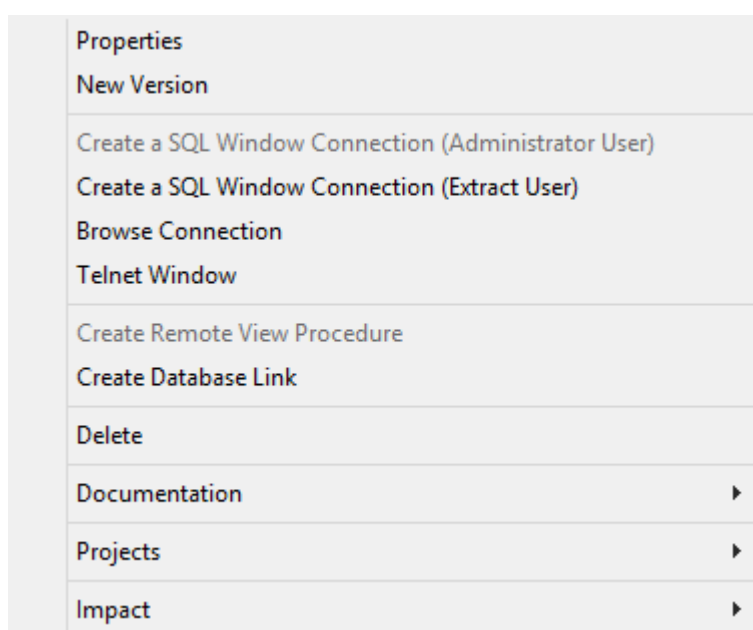 Properties
New Version
Create a SQL Window Connection (Administrator User)
Create a SQL Window Connection (Extract User)
Browse Connection
Telnet Window
Create Remote View Procedure
Create Database Link
Delete
Documentation
Projects
Impact